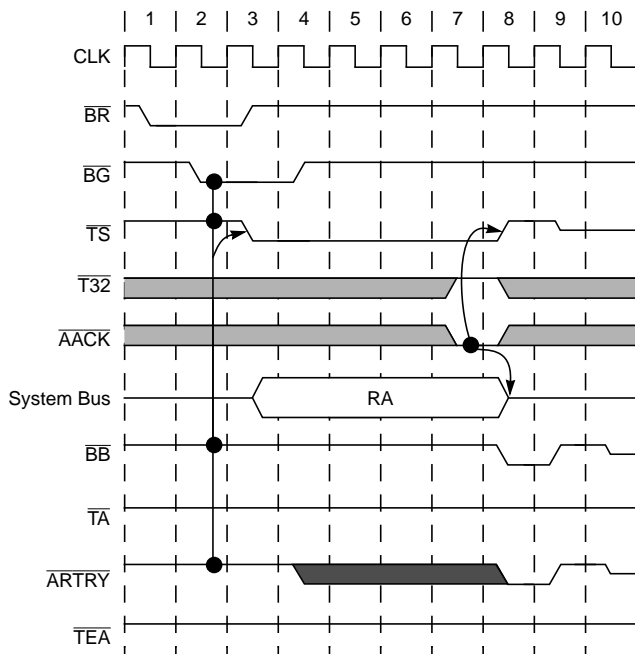 1 2 3 4 5 6 7 8 9 10
CLK
BR
BG
TS
T32
AACK
System Bus
RA
BB
TA
ARTRY
TEA